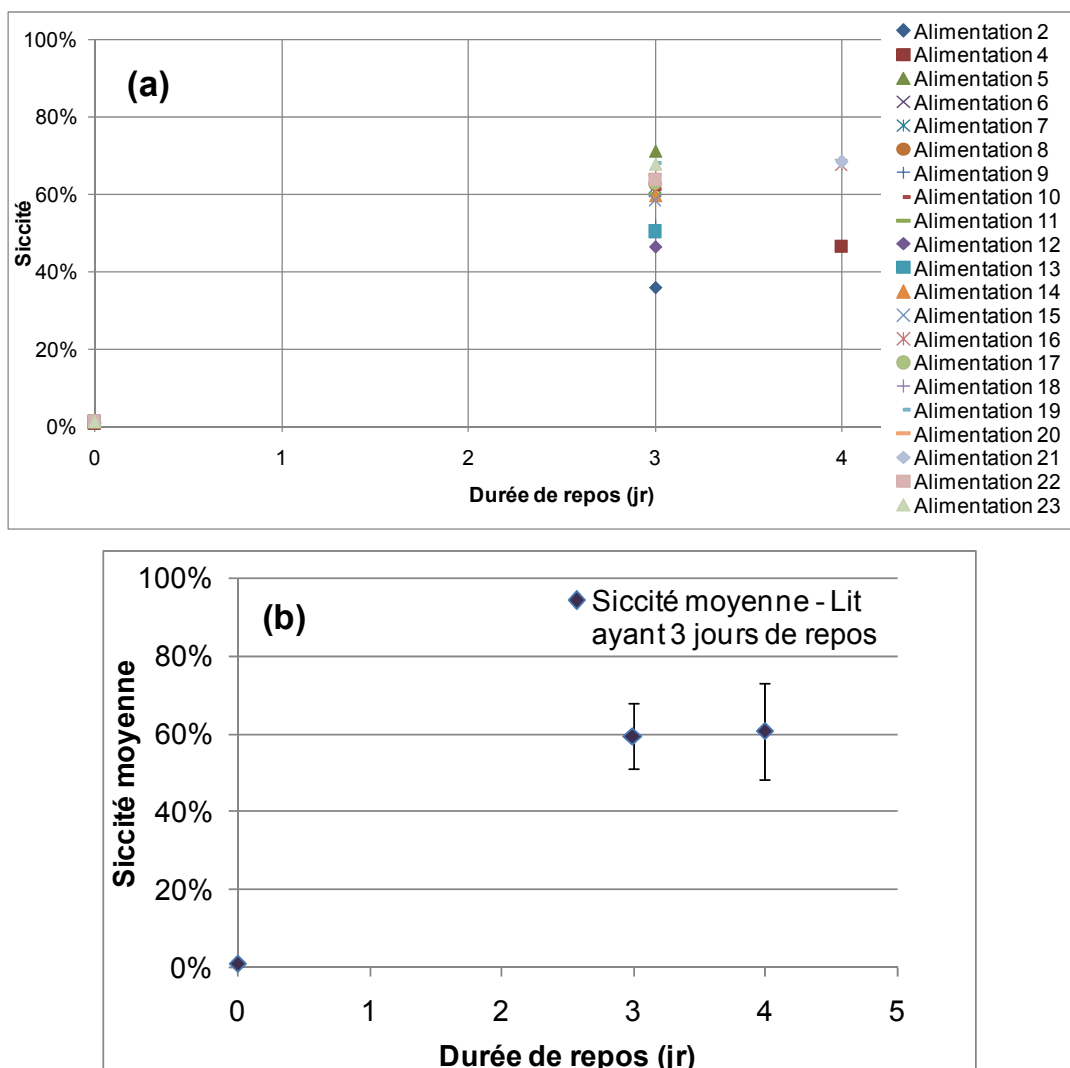 (a)
100%
80%
60%
40%
20%
0%
Siccité
0 1 2 3 4
Durée de repos (jr)
Alimentation 2
Alimentation 4
Alimentation 5
Alimentation 6
Alimentation 7
Alimentation 8
Alimentation 9
Alimentation 10
Alimentation 11
Alimentation 12
Alimentation 13
Alimentation 14
Alimentation 15
Alimentation 16
Alimentation 17
Alimentation 18
Alimentation 19
Alimentation 20
Alimentation 21
Alimentation 22
Alimentation 23
(b)
Siccité moyenne - Lit
ayant 3 jours de repos
100%
80%
60%
40%
20%
0%
Siccité moyenne
0 1 2 3 4 5
Durée de repos (jr)